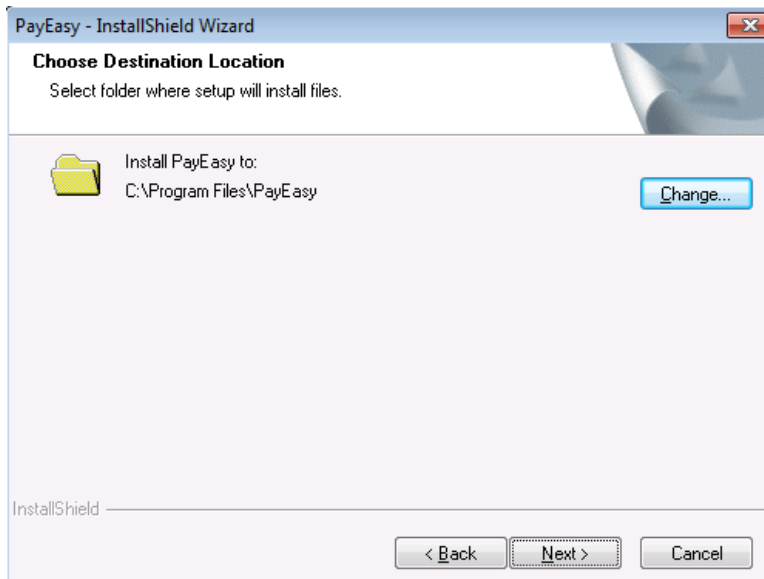 PayEasy - InstallShield Wizard
Choose Destination Location
Select folder where setup will install files.
Install PayEasy to:
C:\Program Files\PayEasy
Change...
InstallShield
< Back
Next >
Cancel